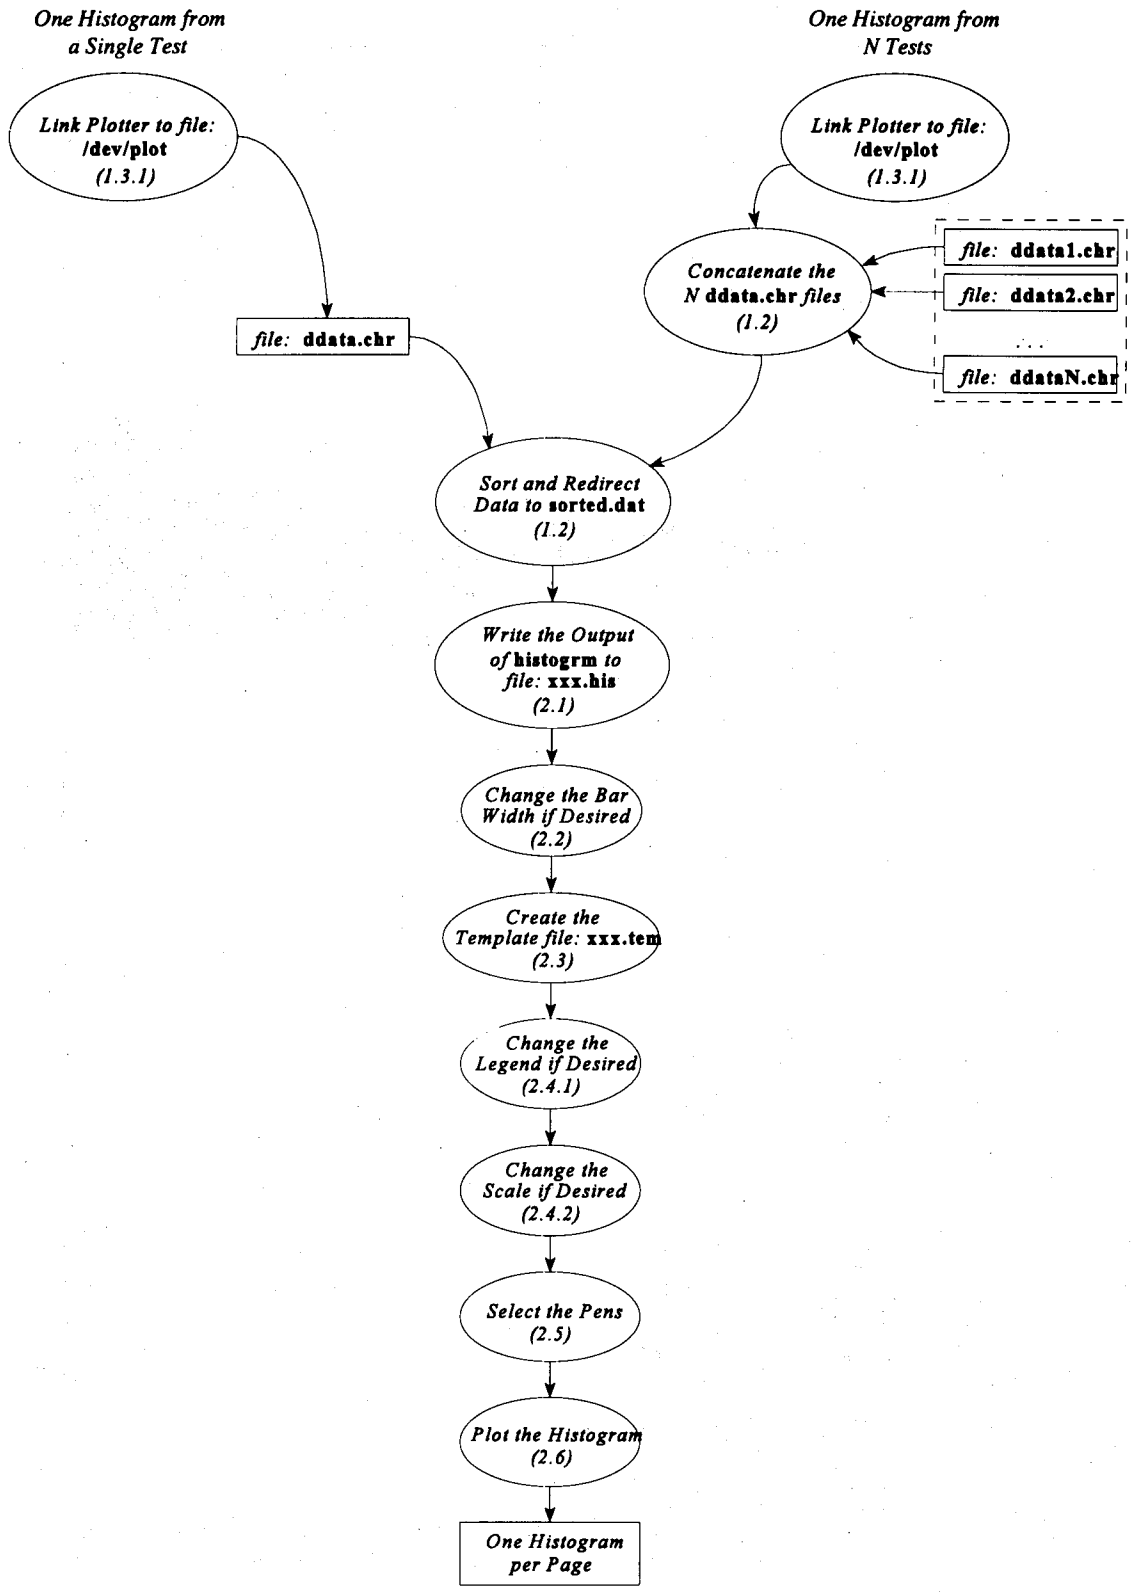 One Histogram from
a Single Test
One Histogram from
N Tests
Link Plotter to file:
/dev/plot
(1.3.1)
Link Plotter to file:
/dev/plot
(1.3.1)
file: ddata1.chr
Concatenate the
N ddata.chr files
(1.2)
file: ddata2.chr
. . .
file: ddataN.chr
file: ddata.chr
Sort and Redirect
Data to sorted.dat
(1.2)
Write the Output
of histogrm to
file: xxx.his
(2.1)
Change the Bar
Width if Desired
(2.2)
Create the
Template file: xxx.tem
(2.3)
Change the
Legend if Desired
(2.4.1)
Change the
Scale if Desired
(2.4.2)
Select the Pens
(2.5)
Plot the Histogram
(2.6)
One Histogram
per Page